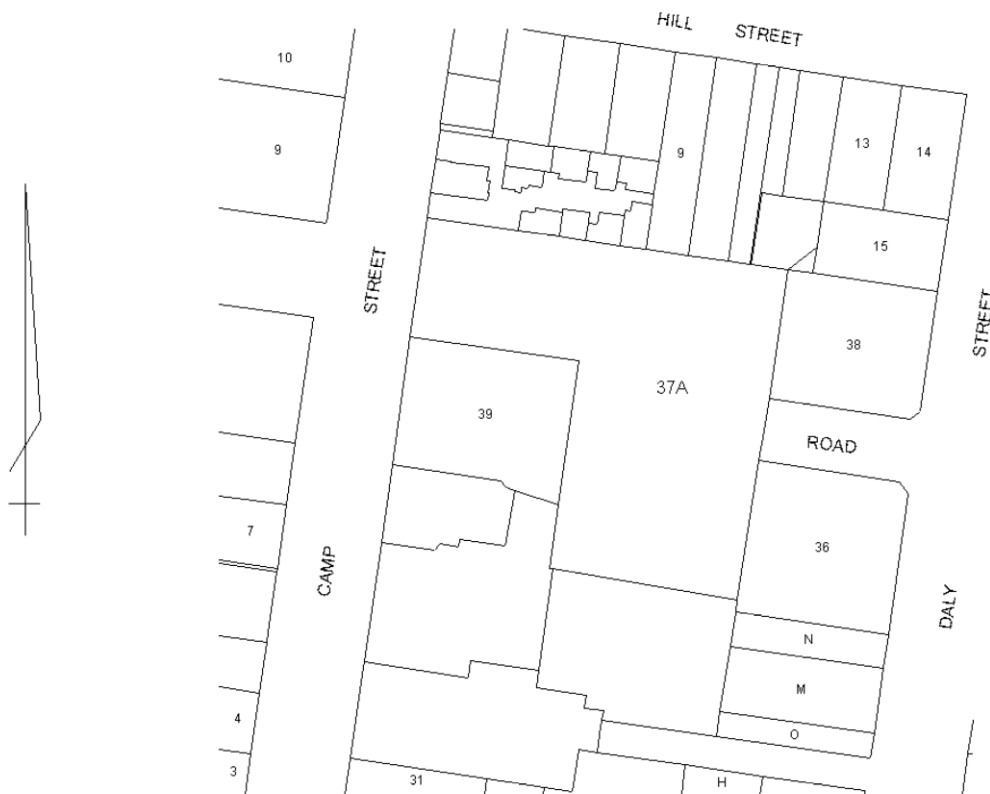 HILL STREET
10
9
9
13
14
15
STREET
STREET
38
37A
39
ROAD
7
36
CAMP
DALY
N
M
4
O
3
31
H